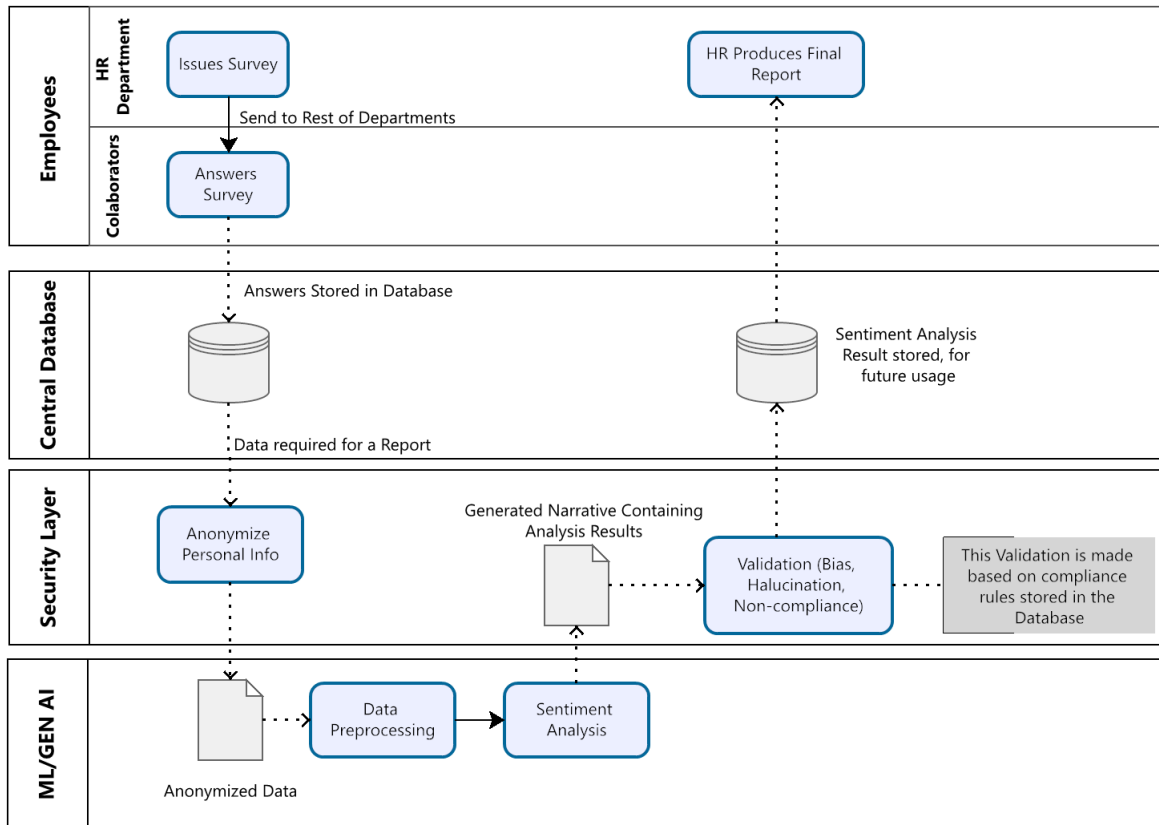 Employees
HR
Department
Issues Survey
HR Produces Final
Report
Send to Rest of Departments
Colaborators
Answers
Survey
Central Database
Answers Stored in Database
Sentiment Analysis
Result stored, for
future usage
Data required for a Report
Security Layer
Anonymize
Personal Info
Generated Narrative Containing
Analysis Results
Validation (Bias,
Halucination,
Non-compliance)
This Validation is made
based on compliance
rules stored in the
Database
ML/GEN AI
Data
Preprocessing
Sentiment
Analysis
Anonymized Data